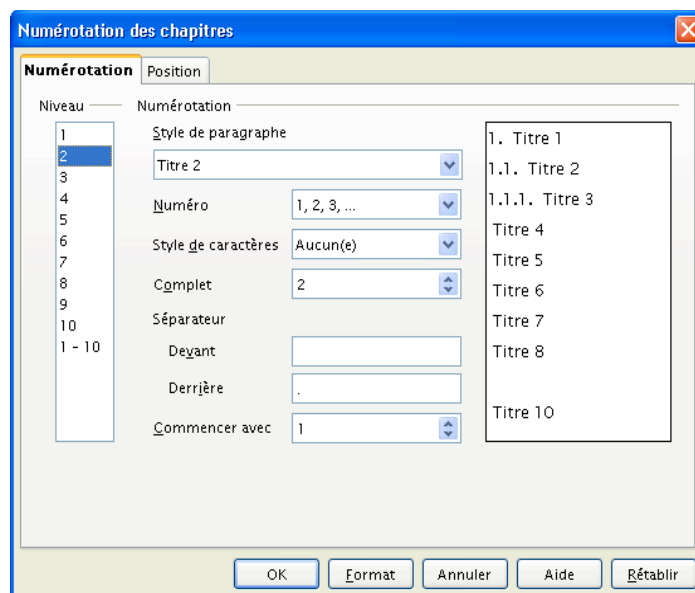 Numérotation des chapitres
Numérotation Position
Niveau
1
2
3
4
5
6
7
8
9
10
1 - 10
Numérotation
Style de paragraphe
Titre 2
Numéro 1, 2, 3, ...
Style de caractères Aucun(e)
Complet 2
Séparateur
Devant
Derrière .
Commencer avec 1
1. Titre 1
1.1. Titre 2
1.1.1. Titre 3
Titre 4
Titre 5
Titre 6
Titre 7
Titre 8
Titre 10
OK Format Annuler Aide Rétablir